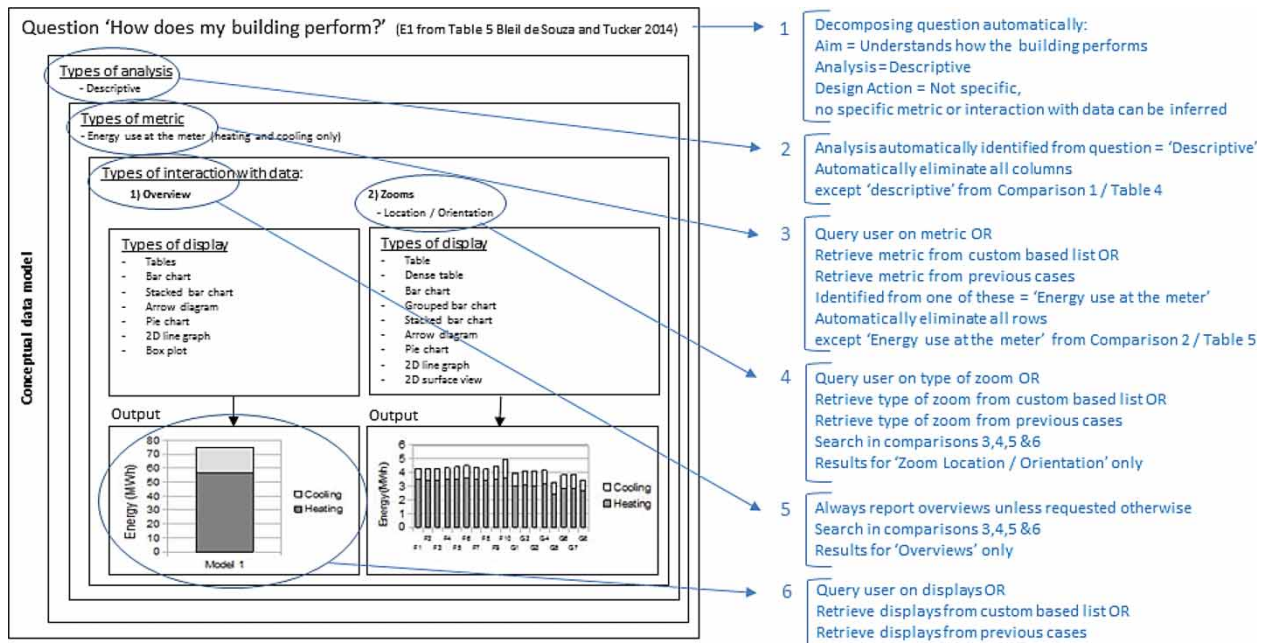 Question ‘How does my building perform?’ (E1 from Table 5 Bleil de Souza and Tucker 2014)
Conceptual data model
Types of analysis
- Descriptive
Types of metric
- Energy use at the meter (heating and cooling only)
Types of interaction with data:
1) Overview
Types of display
- Tables
- Bar chart
- Stacked bar chart
- Arrow diagram
- Pie chart
- 2D line graph
- Box plot
2) Zooms
- Location / Orientation
Types of display
- Table
- Dense table
- Bar chart
- Grouped bar chart
- Stacked bar chart
- Arrow diagram
- Pie chart
- 2D line graph
- 2D surface view
Output
Energy (MWh)
80
70
60
50
40
30
20
10
0
Model 1
Cooling
Heating
Output
Energy(MWh)
6
5
4
3
2
1
0
Cooling
Heating
1
Decomposing question automatically:
Aim = Understands how the building performs
Analysis = Descriptive
Design Action = Not specific,
no specific metric or interaction with data can be inferred
2
Analysis automatically identified from question = ‘Descriptive’
Automatically eliminate all columns
except ‘descriptive’ from Comparison 1 / Table 4
3
Query user on metric OR
Retrieve metric from custom based list OR
Retrieve metric from previous cases
Identified from one of these = ‘Energy use at the meter’
Automatically eliminate all rows
except ‘Energy use at the meter’ from Comparison 2 / Table 5
4
Query user on type of zoom OR
Retrieve type of zoom from custom based list OR
Retrieve type of zoom from previous cases
Search in comparisons 3,4,5 &6
Results for ‘Zoom Location / Orientation’ only
5
Always report overviews unless requested otherwise
Search in comparisons 3,4,5 &6
Results for ‘Overviews’ only
6
Query user on displays OR
Retrieve displays from custom based list OR
Retrieve displays from previous cases